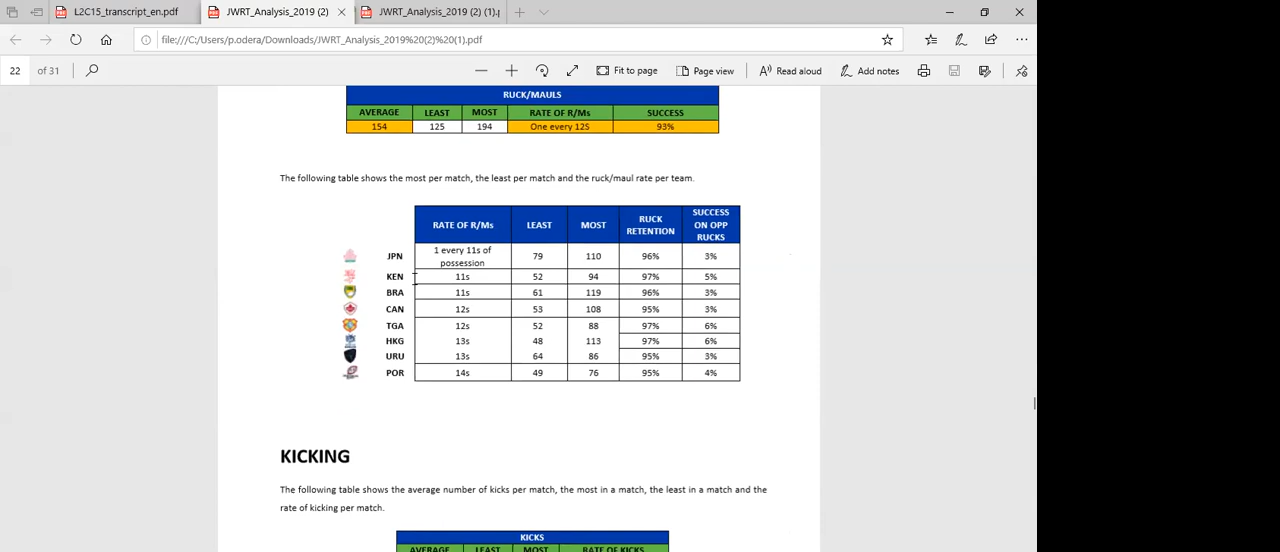 L2C15_transcript_en.pdf
JWRT_Analysis_2019 (2)
JWRT_Analysis_2019 (2) (1).p
file:///C:/Users/p.odera/Downloads/JWRT_Analysis_2019%20(2)%20(1).pdf
22 of 31 Fit to page Page view Read aloud Add notes
RUCK/MAULS
AVERAGE LEAST MOST RATE OF R/Ms SUCCESS
154 125 194 One every 12S 93%
The following table shows the most per match, the least per match and the ruck/maul rate per team.
RATE OF R/Ms LEAST MOST RUCK RETENTION SUCCESS ON OPP RUCKS
JPN 1 every 11s of possession 79 110 96% 3%
KEN 11s 52 94 97% 5%
BRA 11s 61 119 96% 3%
CAN 12s 53 108 95% 3%
TGA 12s 52 88 97% 6%
HKG 13s 48 113 97% 6%
URU 13s 64 86 95% 3%
POR 14s 49 76 95% 4%
KICKING
The following table shows the average number of kicks per match, the most in a match, the least in a match and the
rate of kicking per match.
KICKS
AVERAGE LEAST MOST RATE OF KICKS